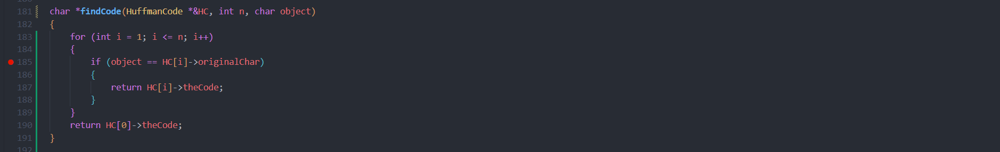 181 char *findCode(HuffmanCode *&HC, int n, char object)
182 {
183     for (int i = 1; i <= n; i++)
184     {
185         if (object == HC[i]->originalChar)
186         {
187             return HC[i]->theCode;
188         }
189     }
190     return HC[0]->theCode;
191 }
192